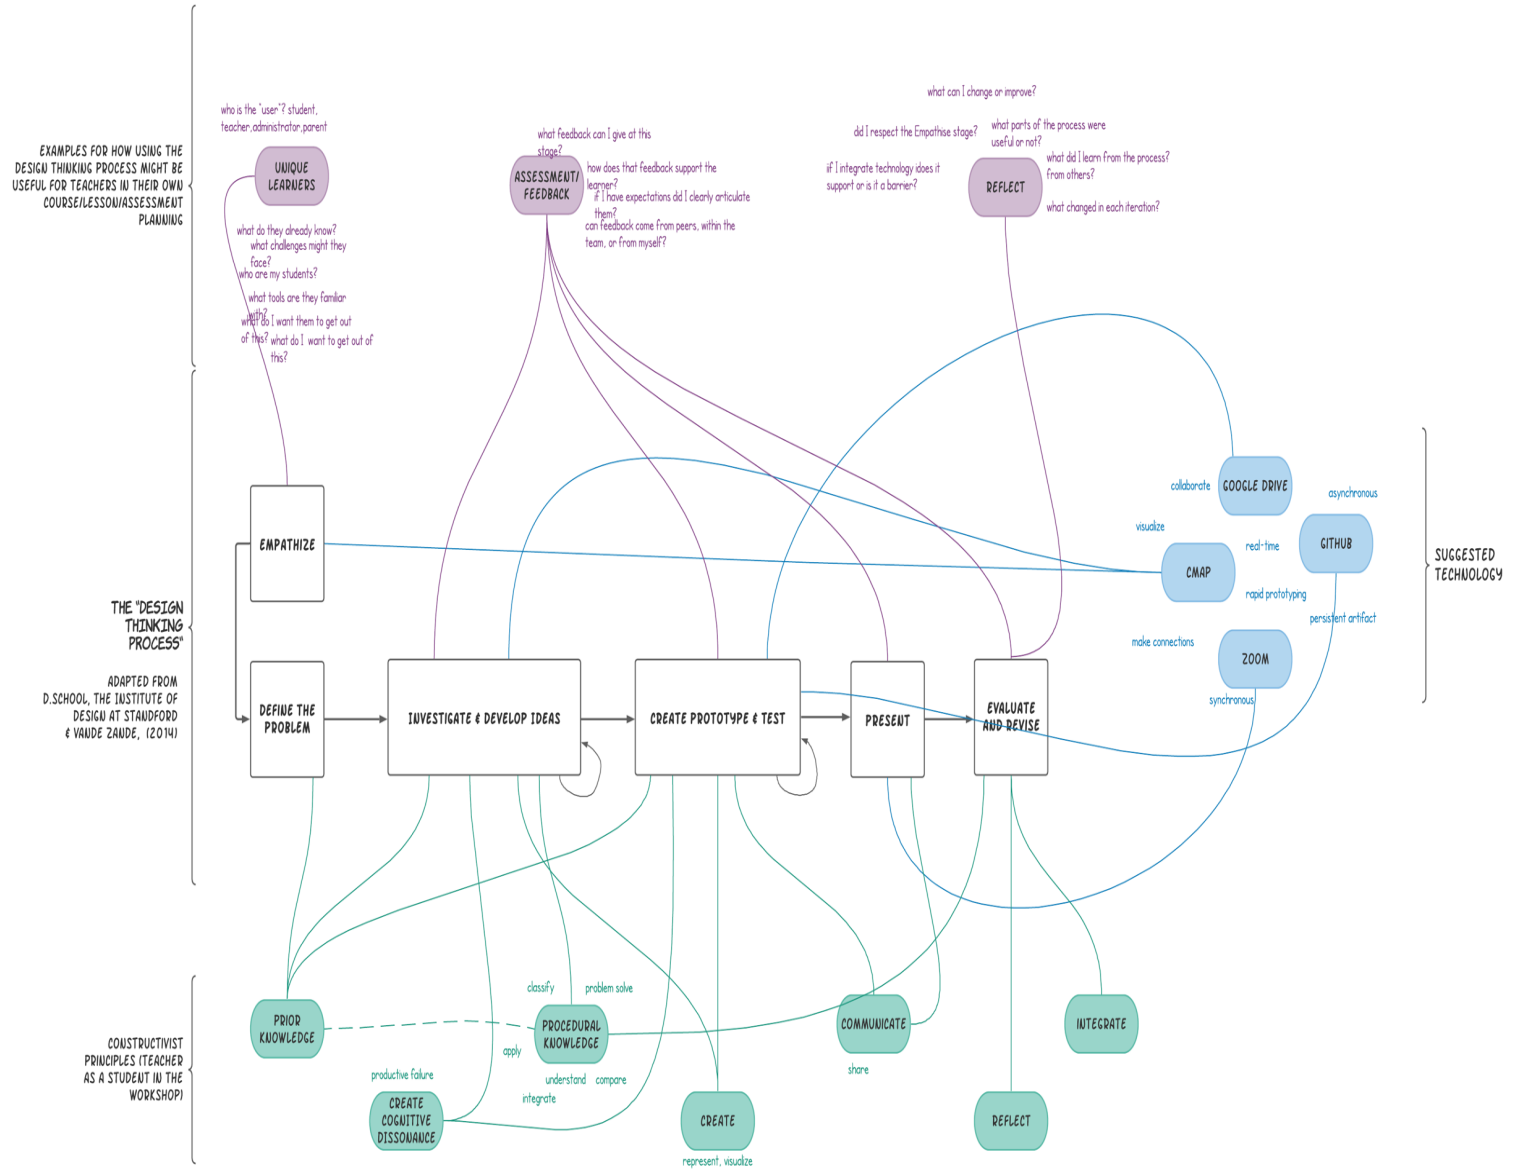 what can I change or improve?
who is the "user"? student,
teacher,administrator,parent
what feedback can I give at this
stage?
did I respect the Empathise stage?
what parts of the process were
useful or not?
EXAMPLES FOR HOW USING THE
DESIGN THINKING PROCESS MIGHT BE
USEFUL FOR TEACHERS IN THEIR OWN
COURSE/LESSON/ASSESSMENT
PLANNING
UNIQUE
LEARNERS
ASSESSMENT/
FEEDBACK
how does that feedback support the
learner?
if I have expectations did I clearly articulate
them?
can feedback come from peers, within the
team, or from myself?
iif I integrate technology idoes it
support or is it a barrier?
REFLECT
what did I learn from the process?
from others?
what changed in each iteration?
what do they already know?
what challenges might they
face?
who are my students?
what tools are they familiar
with?
what do I want them to get out
of this?
what do I want to get out of
this?
collaborate
GOOGLE DRIVE
asynchronous
visualize
real-time
GITHUB
EMPATHIZE
CMAP
SUGGESTED
TECHNOLOGY
rapid prototyping
persistent artifact
make connections
ZOOM
synchronous
THE "DESIGN
THINKING
PROCESS"
ADAPTED FROM
D.SCHOOL, THE INSTITUTE OF
DESIGN AT STANDFORD
& VANDE ZANDE, (2014)
DEFINE THE
PROBLEM
INVESTIGATE & DEVELOP IDEAS
CREATE PROTOTYPE & TEST
PRESENT
EVALUATE
AND REVISE
classify
problem solve
PRIOR
KNOWLEDGE
PROCEDURAL
KNOWLEDGE
COMMUNICATE
INTEGRATE
apply
share
CONSTRUCTIVIST
PRINCIPLES (TEACHER
AS A STUDENT IN THE
WORKSHOP)
productive failure
understand
compare
integrate
CREATE
COGNITIVE
DISSONANCE
CREATE
REFLECT
represent, visualize